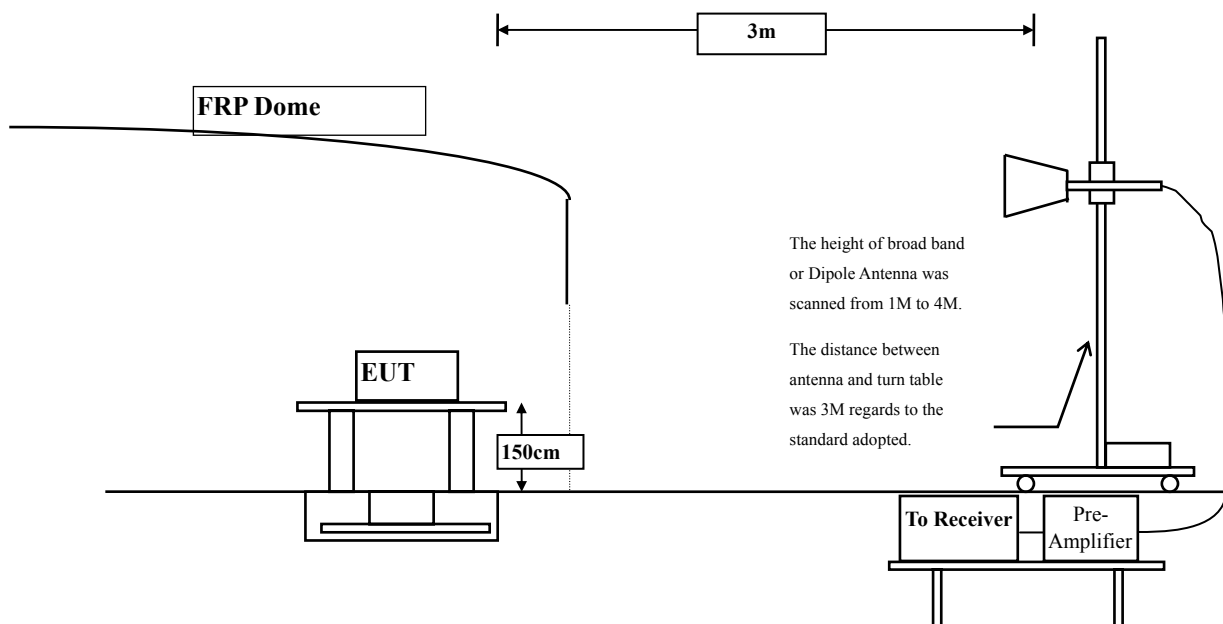 3m
FRP Dome
The height of broad band
or Dipole Antenna was
scanned from 1M to 4M.
The distance between
antenna and turn table
was 3M regards to the
standard adopted.
EUT
150cm
To Receiver
Pre-
Amplifier